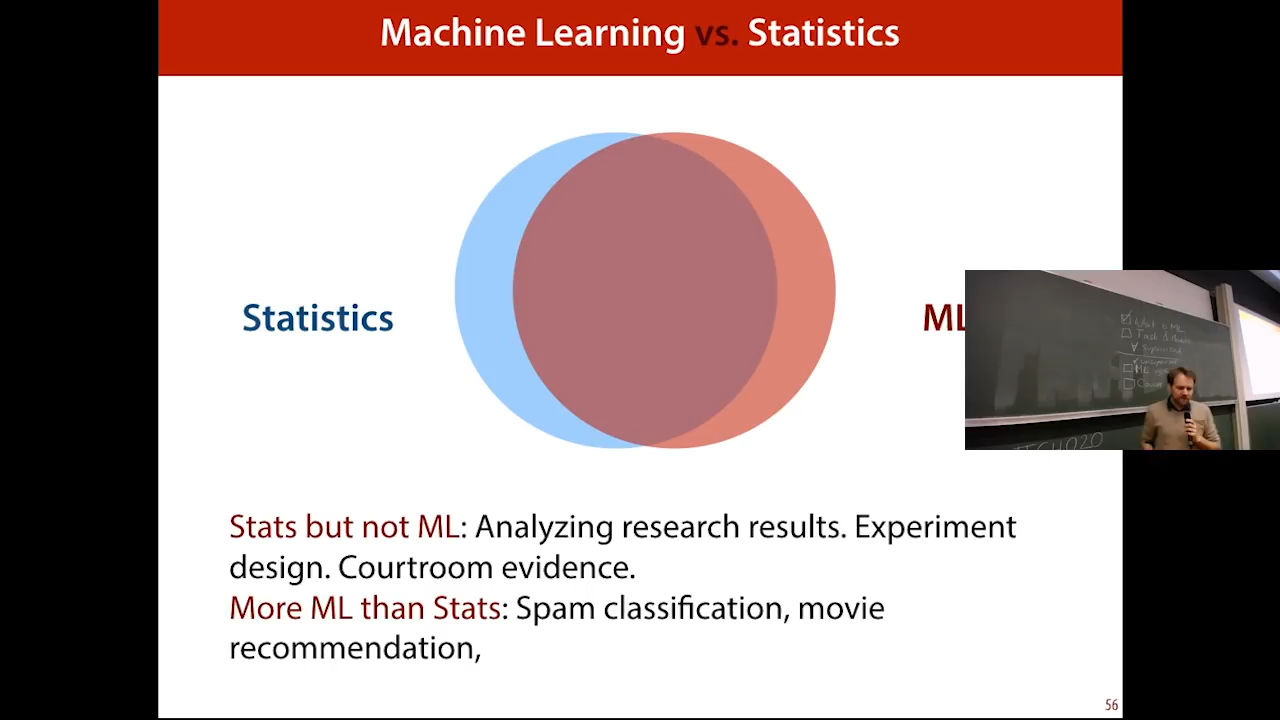 Machine Learning vs. Statistics
Statistics
ML
Stats but not ML: Analyzing research results. Experiment
design. Courtroom evidence.
More ML than Stats: Spam classification, movie
recommendation,
56